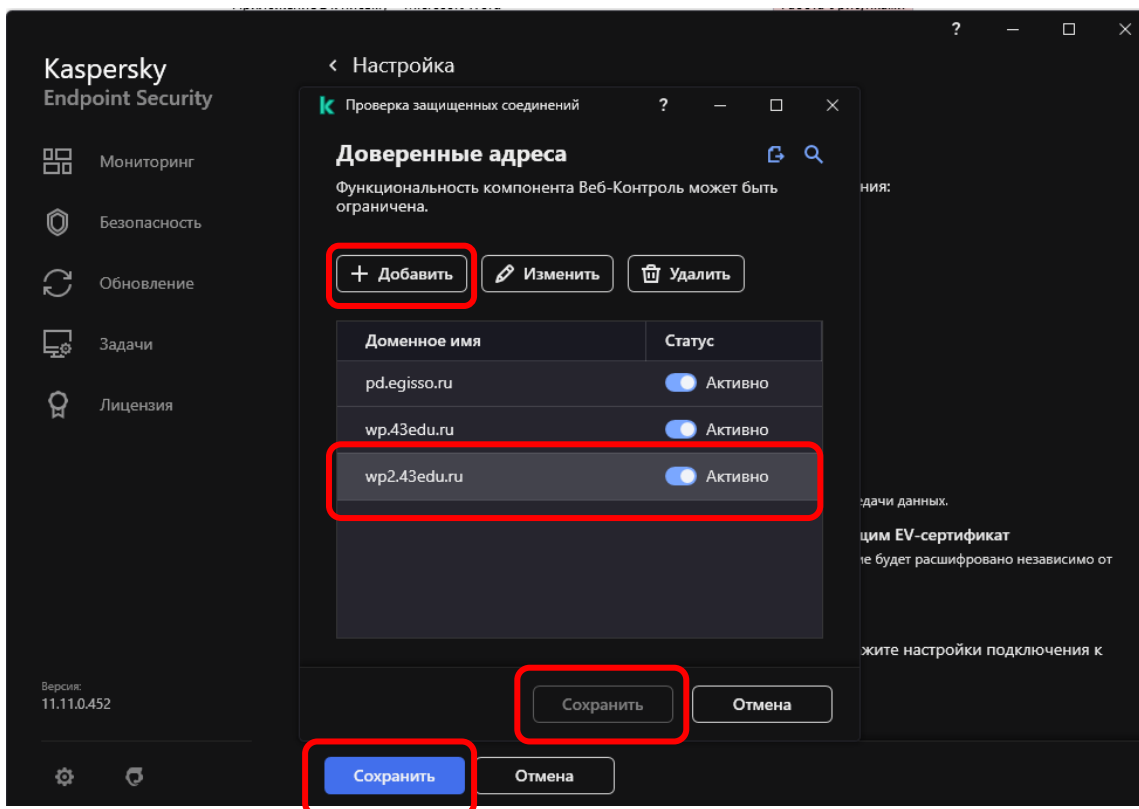 ?
Kaspersky
Endpoint Security
Настройка
Проверка защищенных соединений
?
Мониторинг
Безопасность
Обновление
Задачи
Лицензия
Доверенные адреса
Функциональность компонента Веб-Контроль может быть
ограничена.
ния:
+ Добавить
Изменить
Удалить
Доменное имя
Статус
pd.egisso.ru
Активно
wp.43edu.ru
Активно
wp2.43edu.ru
Активно
дачи данных.
щим EV-сертификат
ие будет расшифровано независимо от
жите настройки подключения к
Сохранить
Отмена
Версия:
11.11.0.452
Сохранить
Отмена